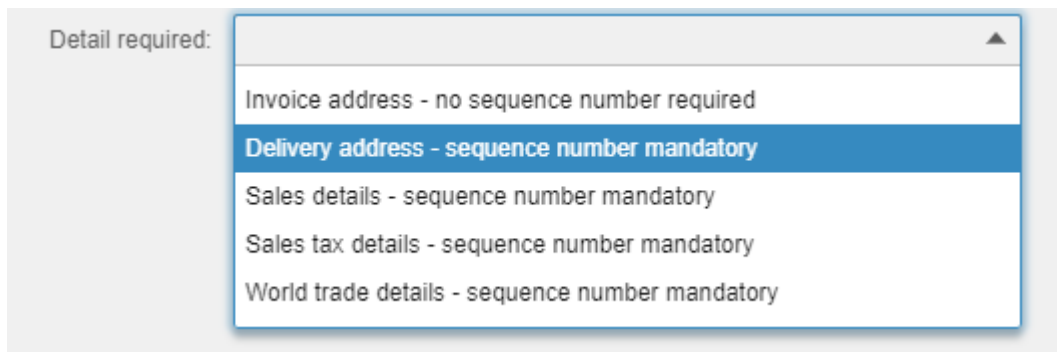 Detail required:
Invoice address - no sequence number required
Delivery address - sequence number mandatory
Sales details - sequence number mandatory
Sales tax details - sequence number mandatory
World trade details - sequence number mandatory